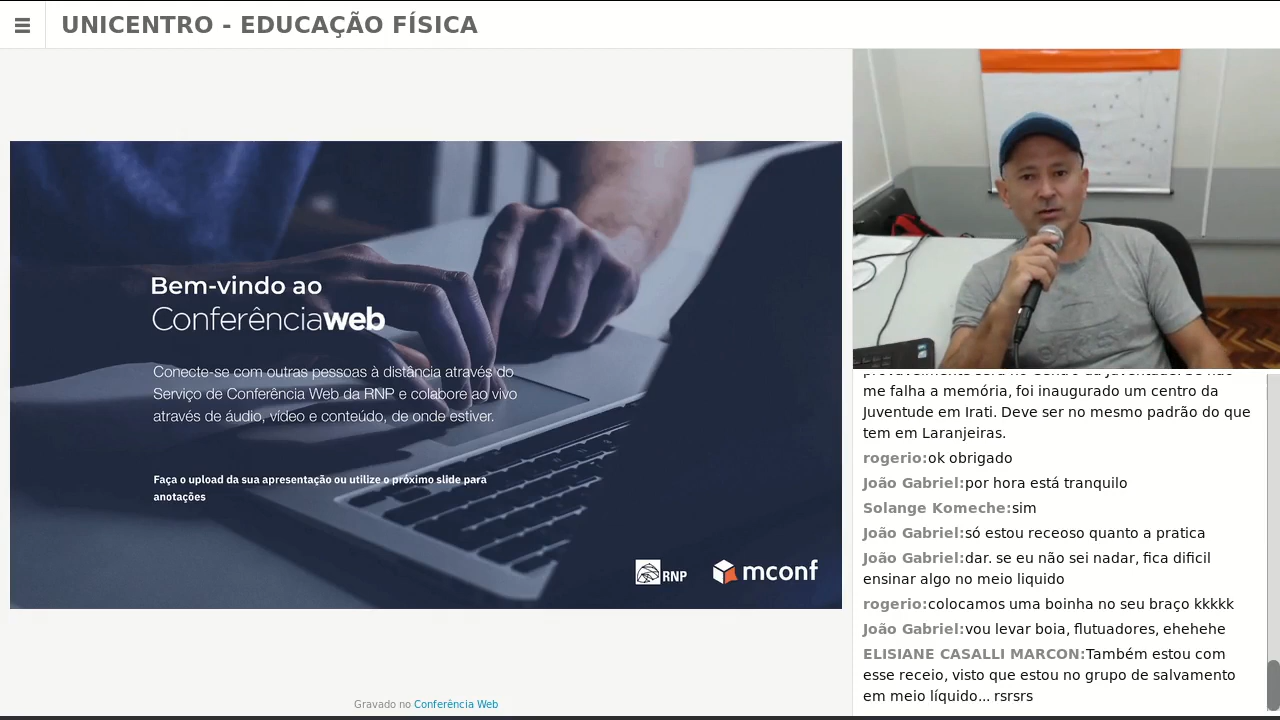 UNICENTRO - EDUCAÇÃO FÍSICA
Bem-vindo ao
Conferênciaweb
Conecte-se com outras pessoas à distância através do
Serviço de Conferência Web da RNP e colabore ao vivo
através de áudio, vídeo e conteúdo, de onde estiver.
Faça o upload da sua apresentação ou utilize o próximo slide para
anotações
RNP
mconf
Gravado no Conferência Web
me falha a memória, foi inaugurado um centro da
Juventude em Irati. Deve ser no mesmo padrão do que
tem em Laranjeiras.
rogerio:ok obrigado
João Gabriel:por hora está tranquilo
Solange Komeche:sim
João Gabriel:só estou receoso quanto a pratica
João Gabriel:dar. se eu não sei nadar, fica dificil
ensinar algo no meio liquido
rogerio:colocamos uma boinha no seu braço kkkkk
João Gabriel:vou levar boia, flutuadores, ehehehe
ELISIANE CASALLI MARCON:Também estou com
esse receio, visto que estou no grupo de salvamento
em meio líquido... rsrsrs